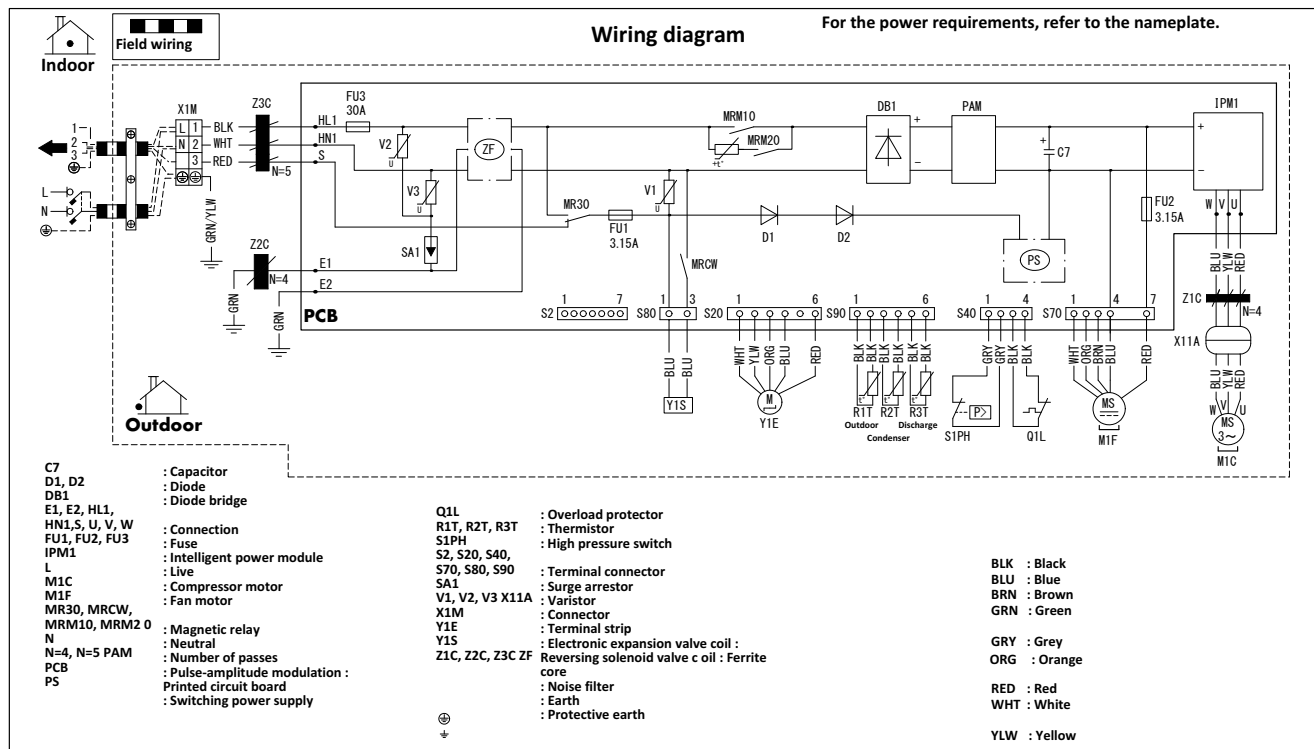 Wiring diagram
For the power requirements, refer to the nameplate.
Field wiring
Indoor
X1M
Z3C
L 1
N 2
3
BLK
WHT
RED
N=5
1
2
3
L
N
GRN/YLW
HL1
HN1
S
FU3
30A
V2
U
V3
U
SA1
ZF
MRM10
MRM20
+t°
DB1
+
−
PAM
+
C7
IPM1
+
−
W V U
V1
U
MR30
FU1
3.15A
D1
D2
PS
FU2
3.15A
MRCW
Z2C
N=4
E1
E2
GRN
GRN
PCB
S2
1 7
S80
1 3
S20
1 6
S90
1 6
S40
1 4
S70
1 4 7
BLU
BLU
Y1S
WHT
YLW
ORG
BLU
RED
M
Y1E
BLK
BLK
BLK
BLK
BLK
BLK
t° t° t°
R1T R2T R3T
Outdoor
Condenser
Discharge
GRY
GRY
BLK
BLK
P>
S1PH
Q1L
WHT
ORG
BRN
BLU
RED
MS
M1F
BLU
YLW
RED
Z1C
N=4
X11A
BLU
YLW
RED
W V U
MS
3~
M1C
Outdoor
C7 : Capacitor
D1, D2 : Diode
DB1 : Diode bridge
E1, E2, HL1,
HN1,S, U, V, W : Connection
FU1, FU2, FU3 : Fuse
IPM1 : Intelligent power module
L : Live
M1C : Compressor motor
M1F : Fan motor
MR30, MRCW,
MRM10, MRM2 0 : Magnetic relay
N : Neutral
N=4, N=5 PAM : Number of passes
PCB : Pulse-amplitude modulation :
PS Printed circuit board
: Switching power supply
Q1L : Overload protector
R1T, R2T, R3T : Thermistor
S1PH : High pressure switch
S2, S20, S40,
S70, S80, S90 : Terminal connector
SA1 : Surge arrestor
V1, V2, V3 X11A : Varistor
X1M : Connector
Y1E : Terminal strip
Y1S : Electronic expansion valve coil :
Z1C, Z2C, Z3C ZF Reversing solenoid valve c oil : Ferrite
core
: Noise filter
: Earth
: Protective earth
BLK : Black
BLU : Blue
BRN : Brown
GRN : Green
GRY : Grey
ORG : Orange
RED : Red
WHT : White
YLW : Yellow